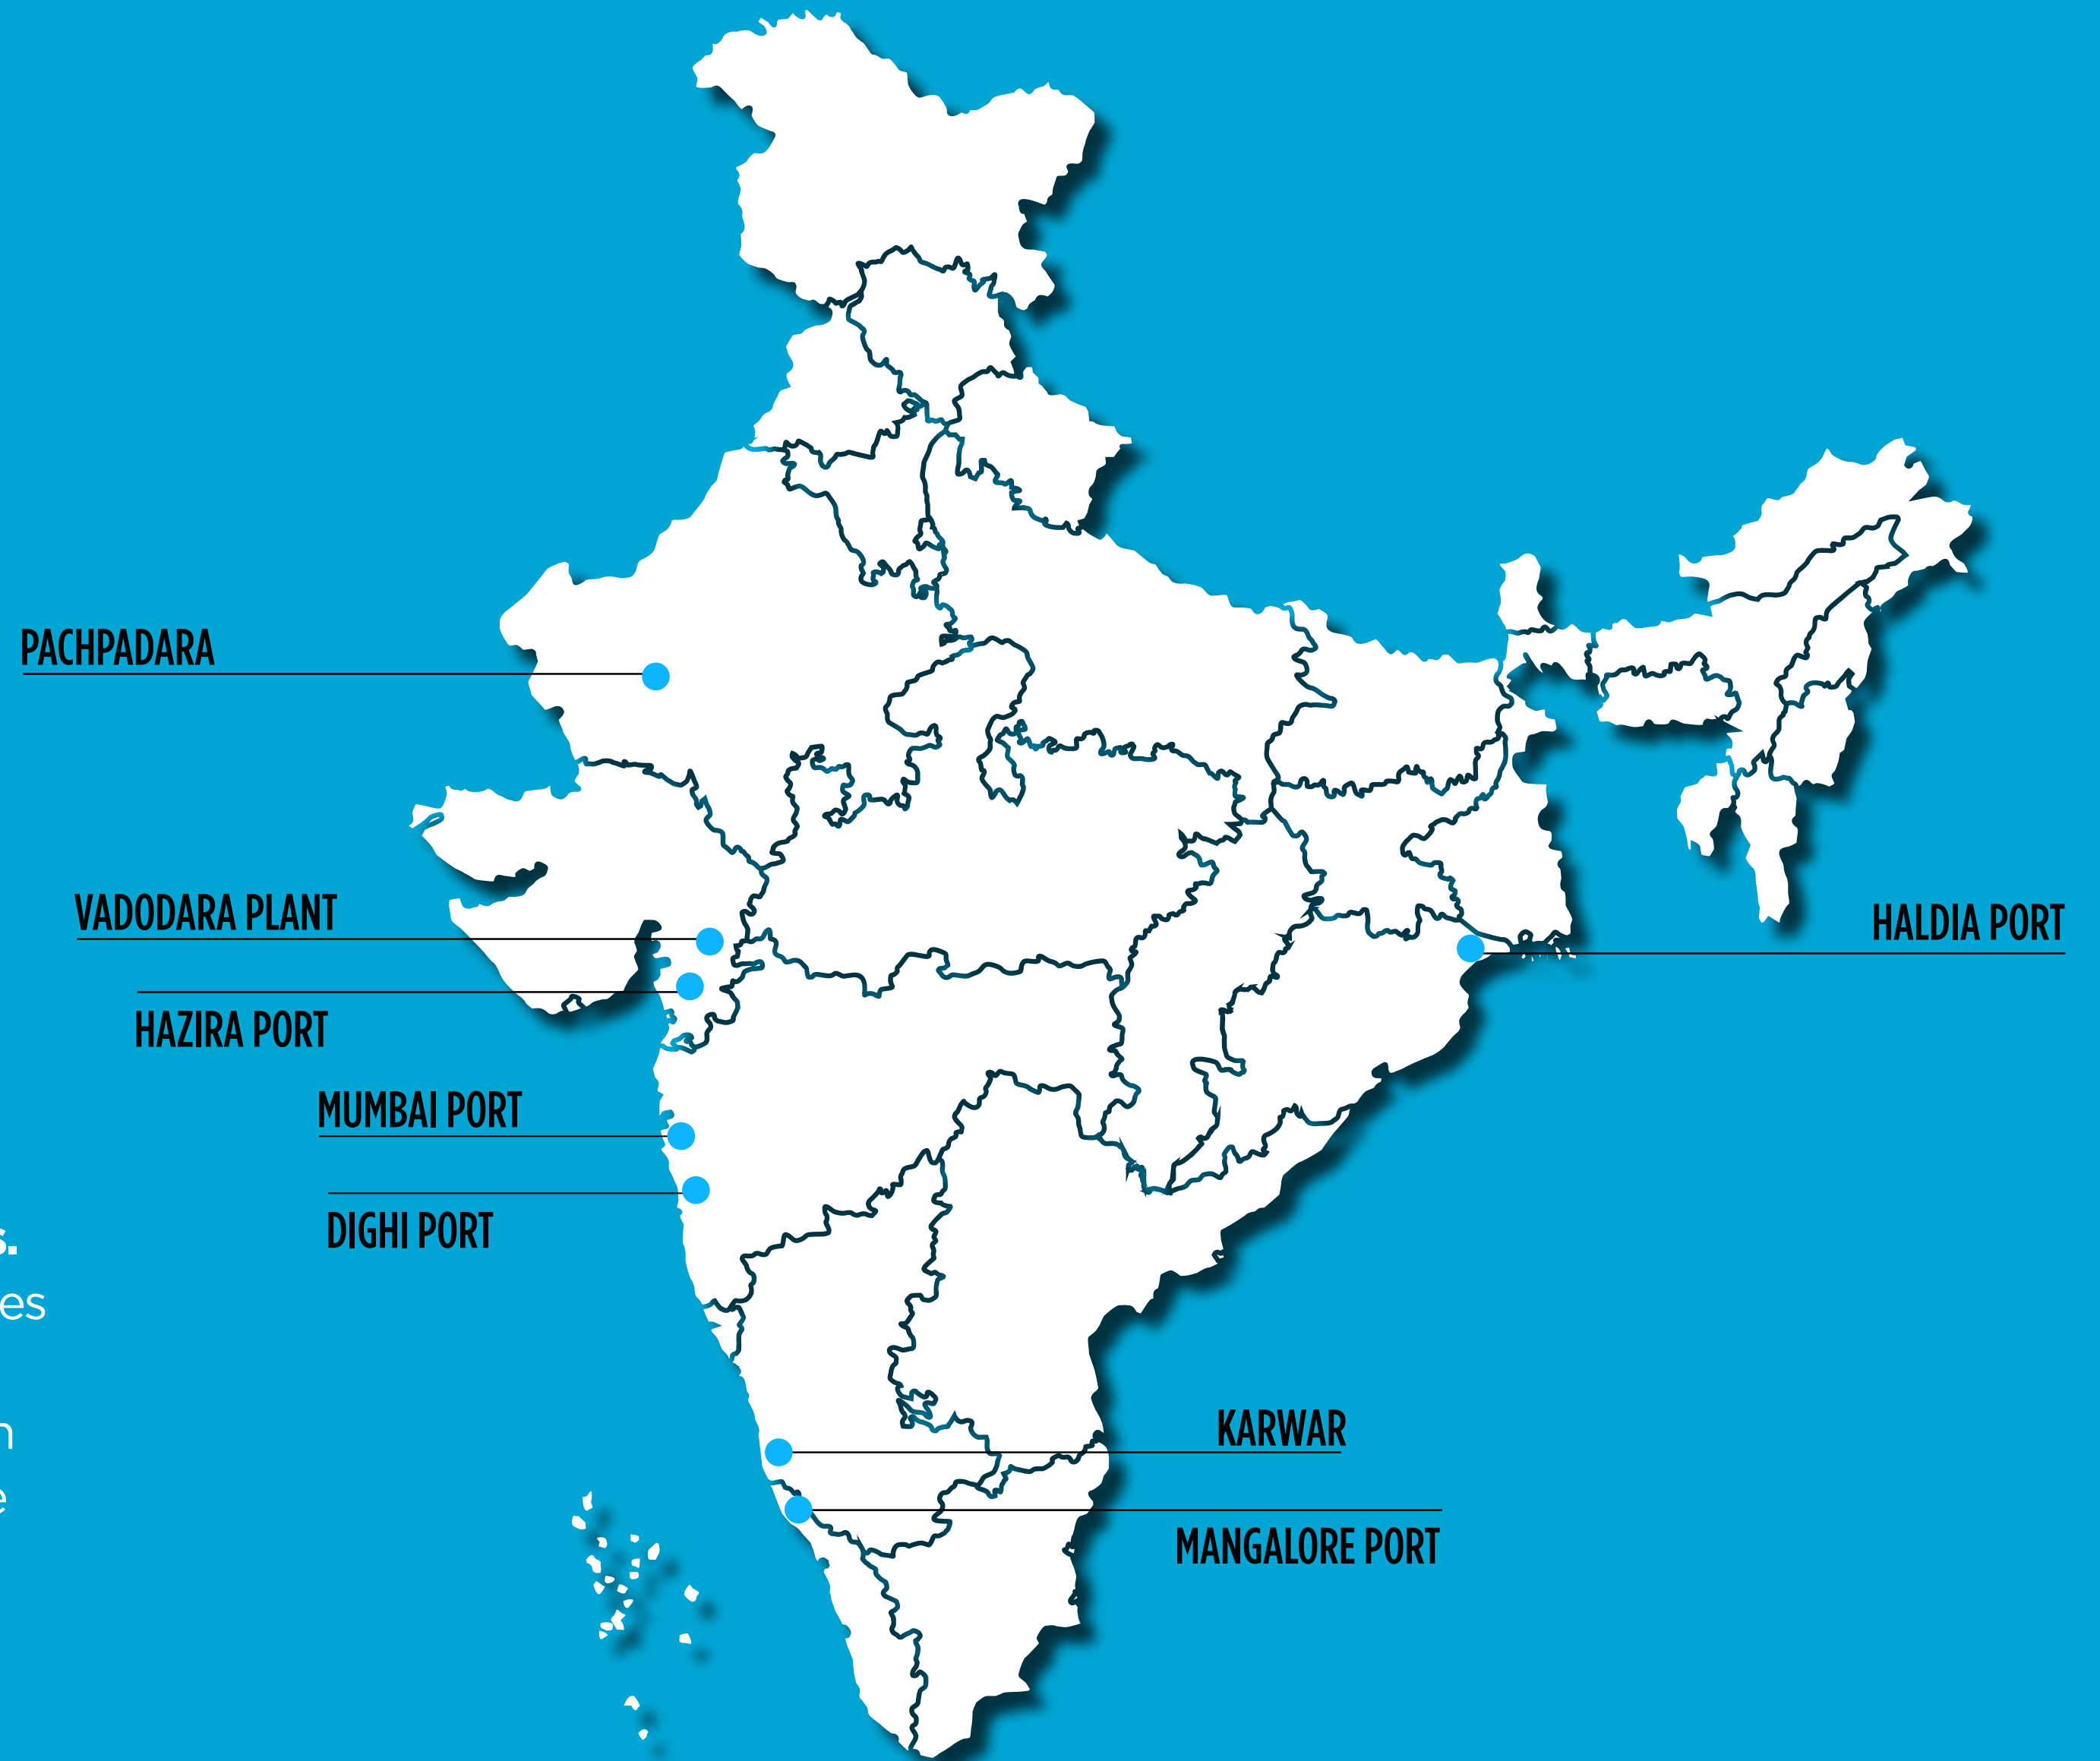 PACHPADARA
VADODARA PLANT
HALDIA PORT
HAZIRA PORT
MUMBAI PORT
DIGHI PORT
KARWAR
MANGALORE PORT